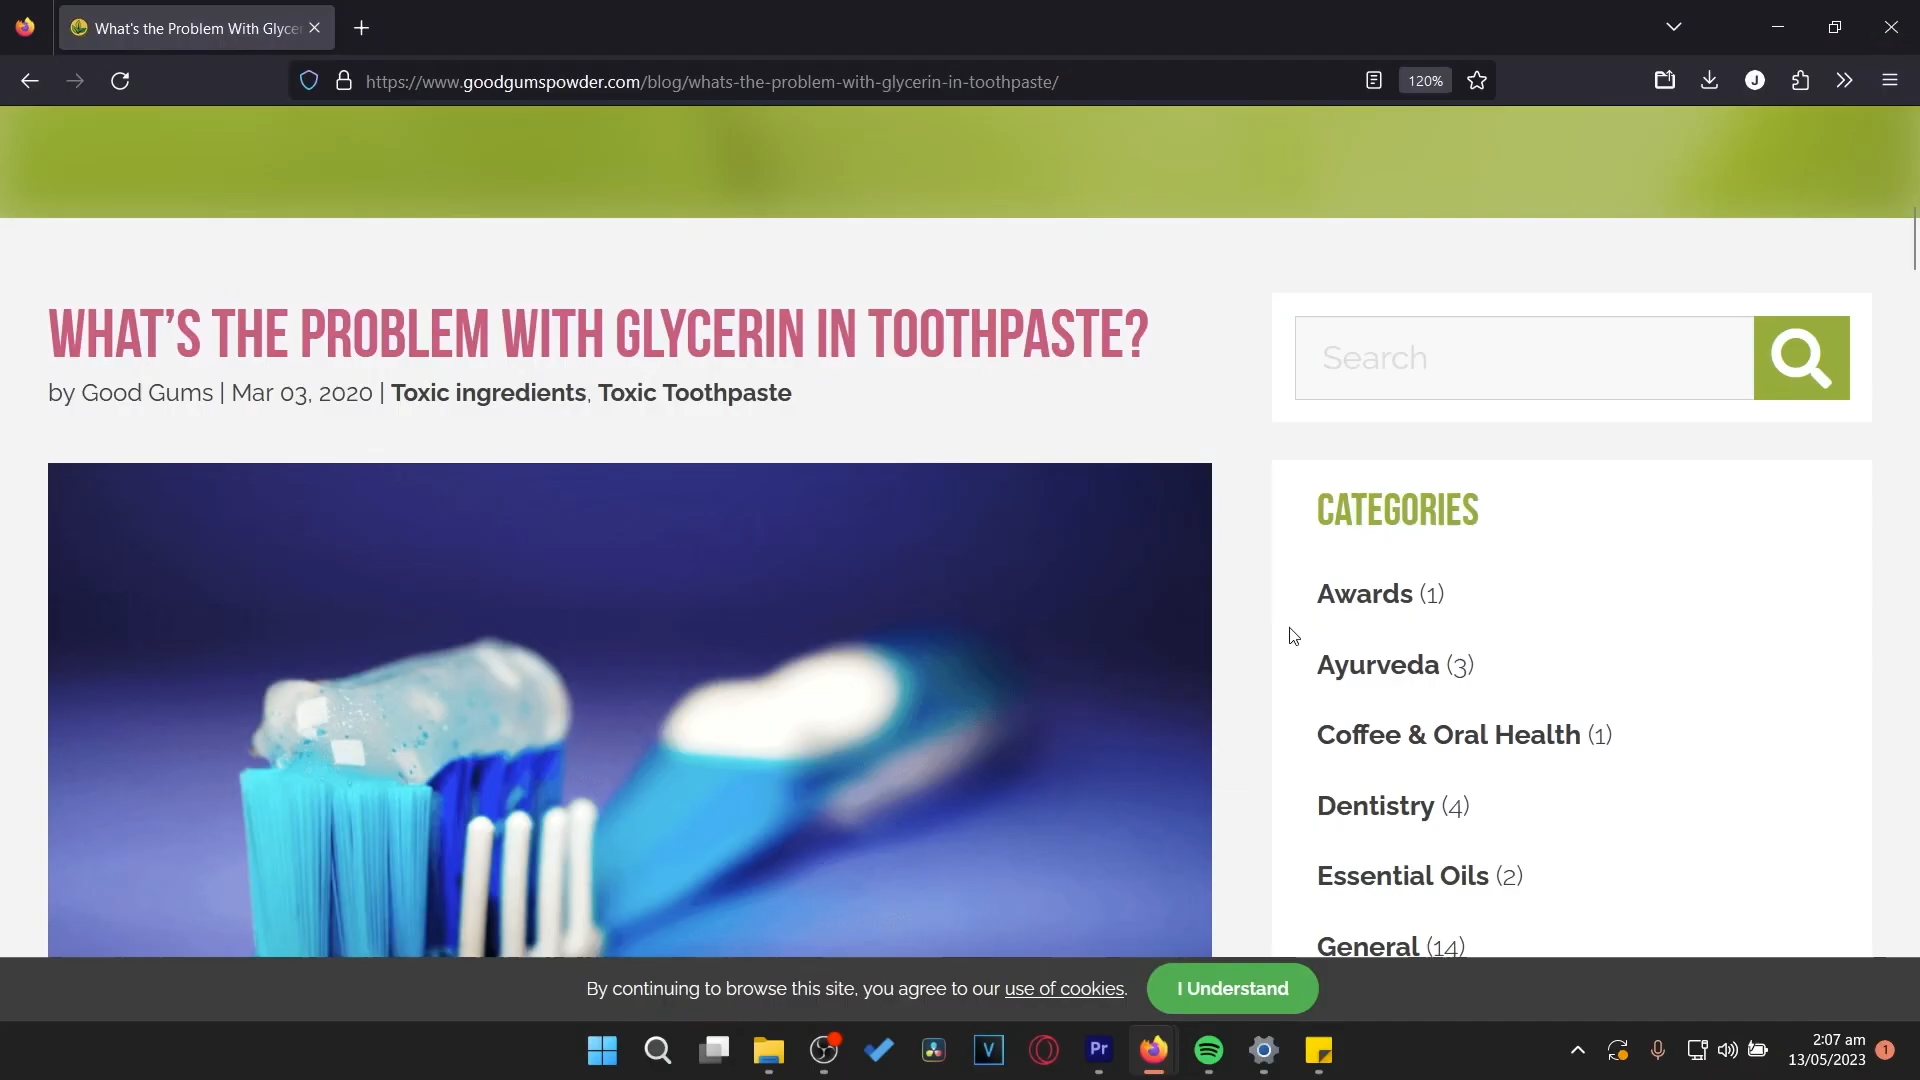 What's the Problem With Glycer
https://www.goodgumspowder.com/blog/whats-the-problem-with-glycerin-in-toothpaste/
120%
J
WHAT'S THE PROBLEM WITH GLYCERIN IN TOOTHPASTE?
by Good Gums | Mar 03, 2020 | Toxic ingredients, Toxic Toothpaste
Search
CATEGORIES
Awards (1)
Ayurveda (3)
Coffee & Oral Health (1)
Dentistry (4)
Essential Oils (2)
General (14)
By continuing to browse this site, you agree to our use of cookies.
I Understand
V
Pr
2:07 am
13/05/2023
1